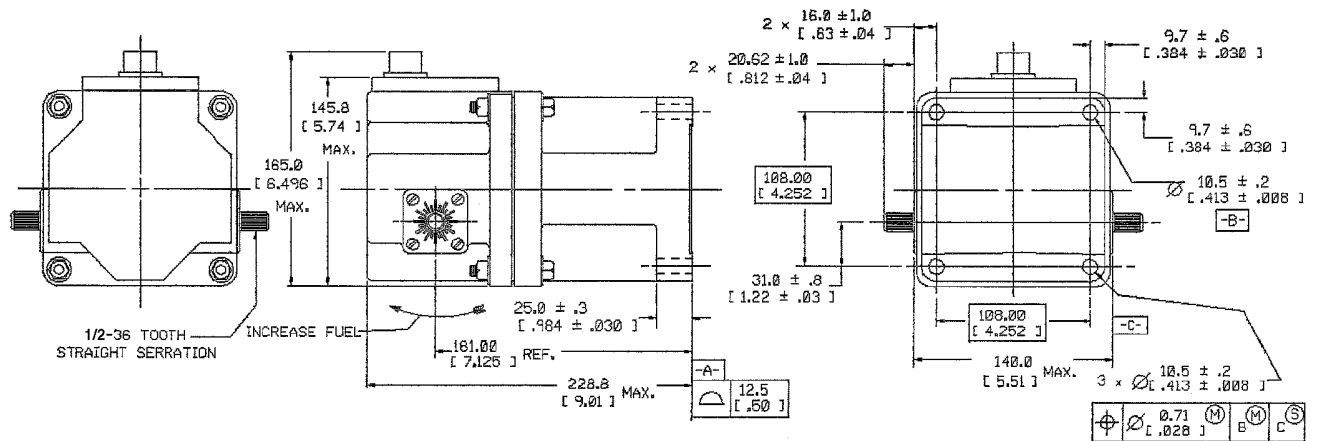 2 × 16.0 ±1.0
[ .63 ± .04 ]
9.7 ± .6
[ .384 ± .030 ]
2 × 20.62 ±1.0
[ .812 ± .04 ]
145.8
[ 5.74 ]
MAX.
165.0
[ 6.496 ]
MAX.
9.7 ± .6
[ .384 ± .030 ]
108.00
[ 4.252 ]
Ø 10.5 ± .2
[ .413 ± .008 ]
-B-
31.0 ± .8
[ 1.22 ± .03 ]
25.0 ± .3
[ .984 ± .030 ]
1/2-36 TOOTH
STRAIGHT SERRATION
INCREASE FUEL
108.00
[ 4.252 ]
-C-
181.00
[ 7.125 ] REF.
140.0
[ 5.51 ] MAX.
-A-
228.8
[ 9.01 ] MAX.
12.5
[ .50 ]
3 × Ø 10.5 ± .2
[ .413 ± .008 ]
⌖ Ø 0.71 Ⓜ B Ⓜ C Ⓢ
[ .028 ]